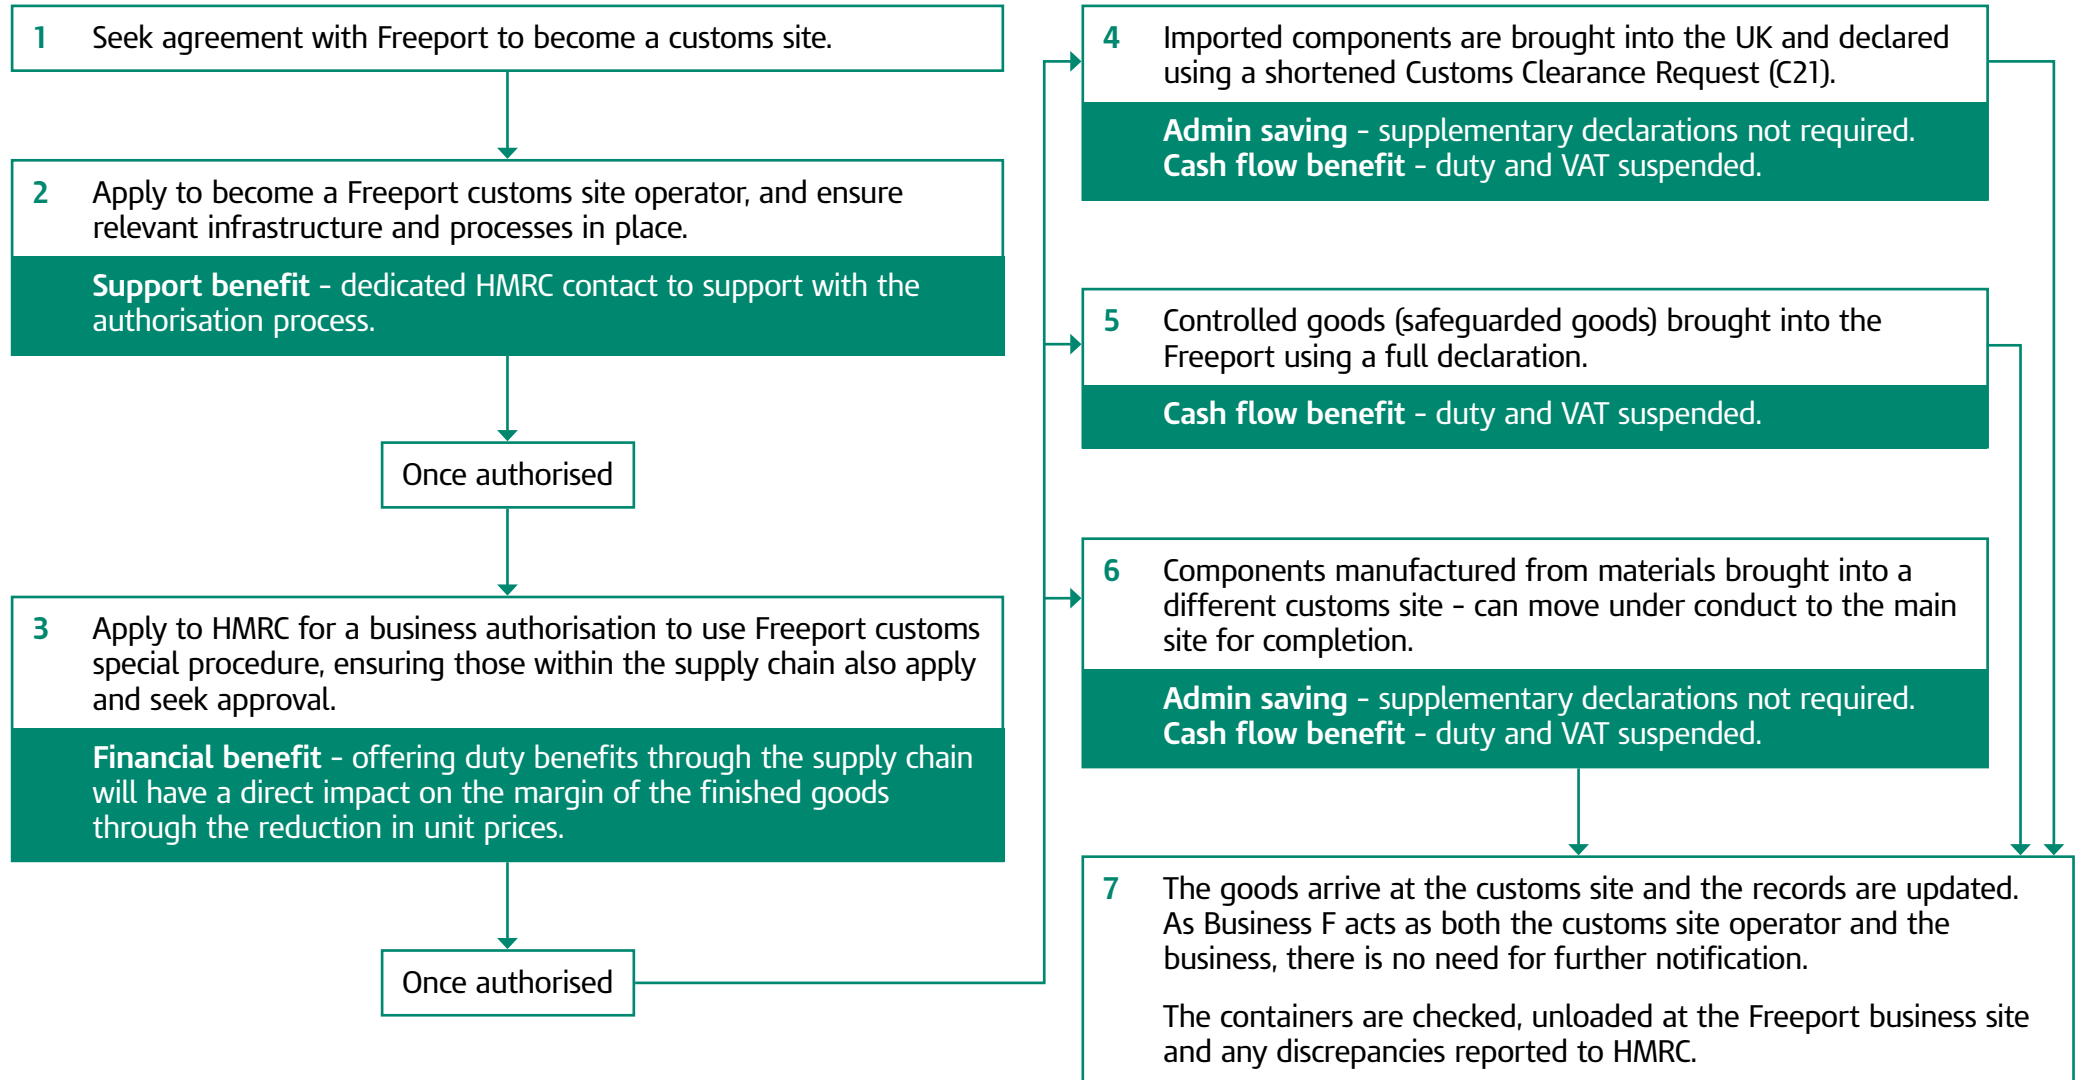 1 Seek agreement with Freeport to become a customs site.
2 Apply to become a Freeport customs site operator, and ensure
relevant infrastructure and processes in place.
Support benefit – dedicated HMRC contact to support with the
authorisation process.
Once authorised
3 Apply to HMRC for a business authorisation to use Freeport customs
special procedure, ensuring those within the supply chain also apply
and seek approval.
Financial benefit – offering duty benefits through the supply chain
will have a direct impact on the margin of the finished goods
through the reduction in unit prices.
Once authorised
4 Imported components are brought into the UK and declared
using a shortened Customs Clearance Request (C21).
Admin saving – supplementary declarations not required.
Cash flow benefit – duty and VAT suspended.
5 Controlled goods (safeguarded goods) brought into the
Freeport using a full declaration.
Cash flow benefit – duty and VAT suspended.
6 Components manufactured from materials brought into a
different customs site – can move under conduct to the main
site for completion.
Admin saving – supplementary declarations not required.
Cash flow benefit – duty and VAT suspended.
7 The goods arrive at the customs site and the records are updated.
As Business F acts as both the customs site operator and the
business, there is no need for further notification.
The containers are checked, unloaded at the Freeport business site
and any discrepancies reported to HMRC.